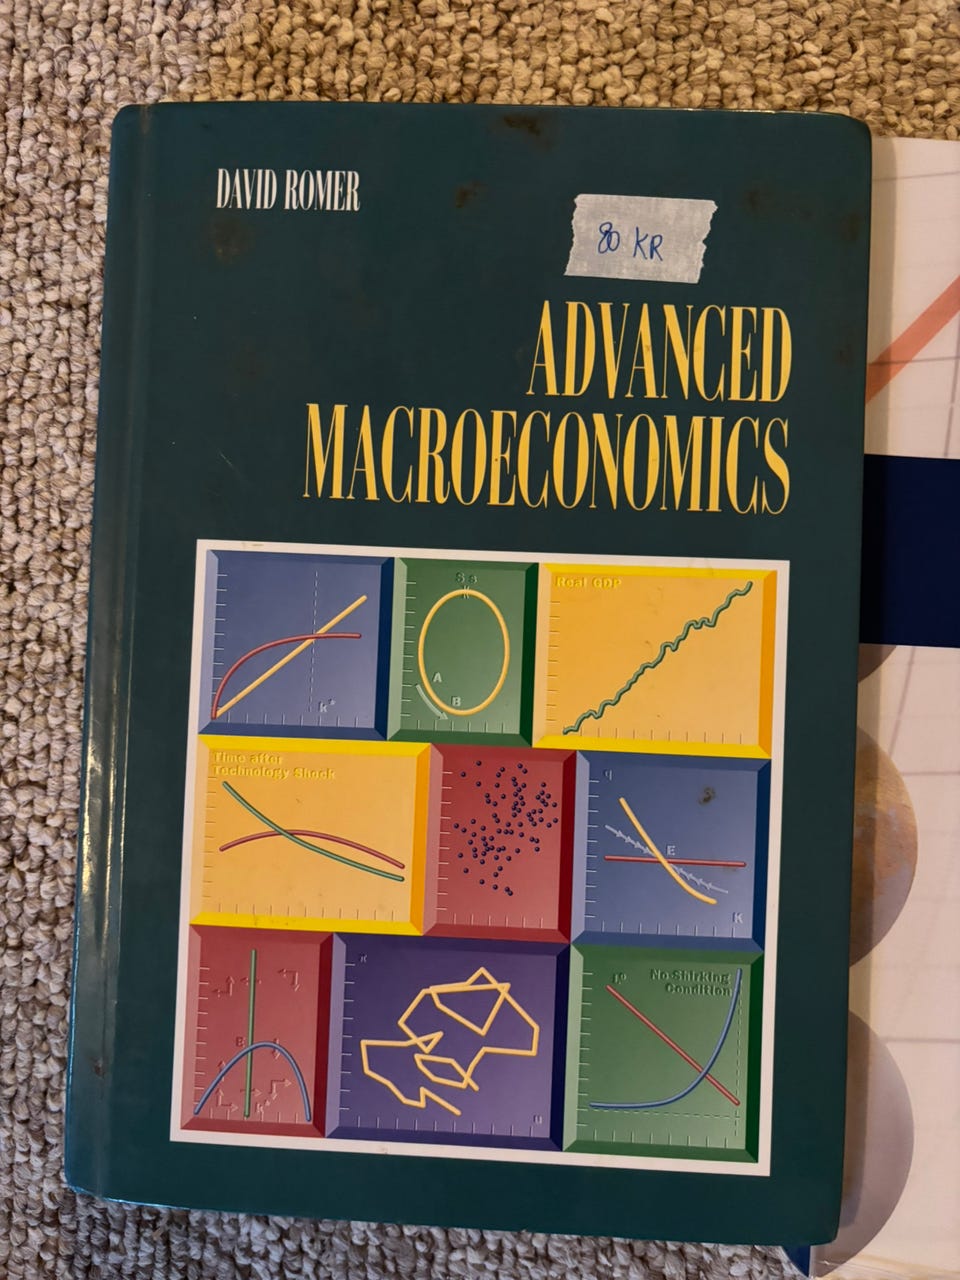 DAVID ROMER
80 KR
ADVANCED
MACROECONOMICS
k*
S s
A
B
Real GDP
Time after
Technology Shock
q
E
K
E
π
u
No-Shirking
Condition